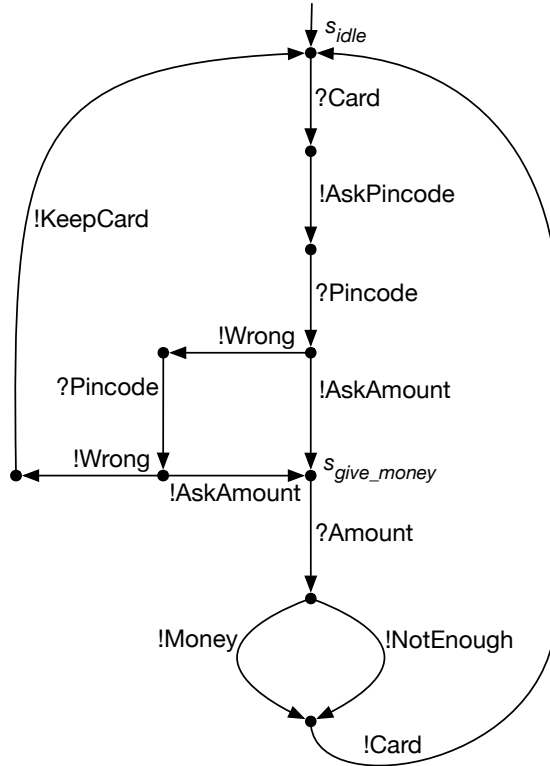 s_idle
?Card
!AskPincode
!KeepCard
?Pincode
!Wrong
?Pincode
!AskAmount
!Wrong
!AskAmount
s_give_money
?Amount
!Money
!NotEnough
!Card